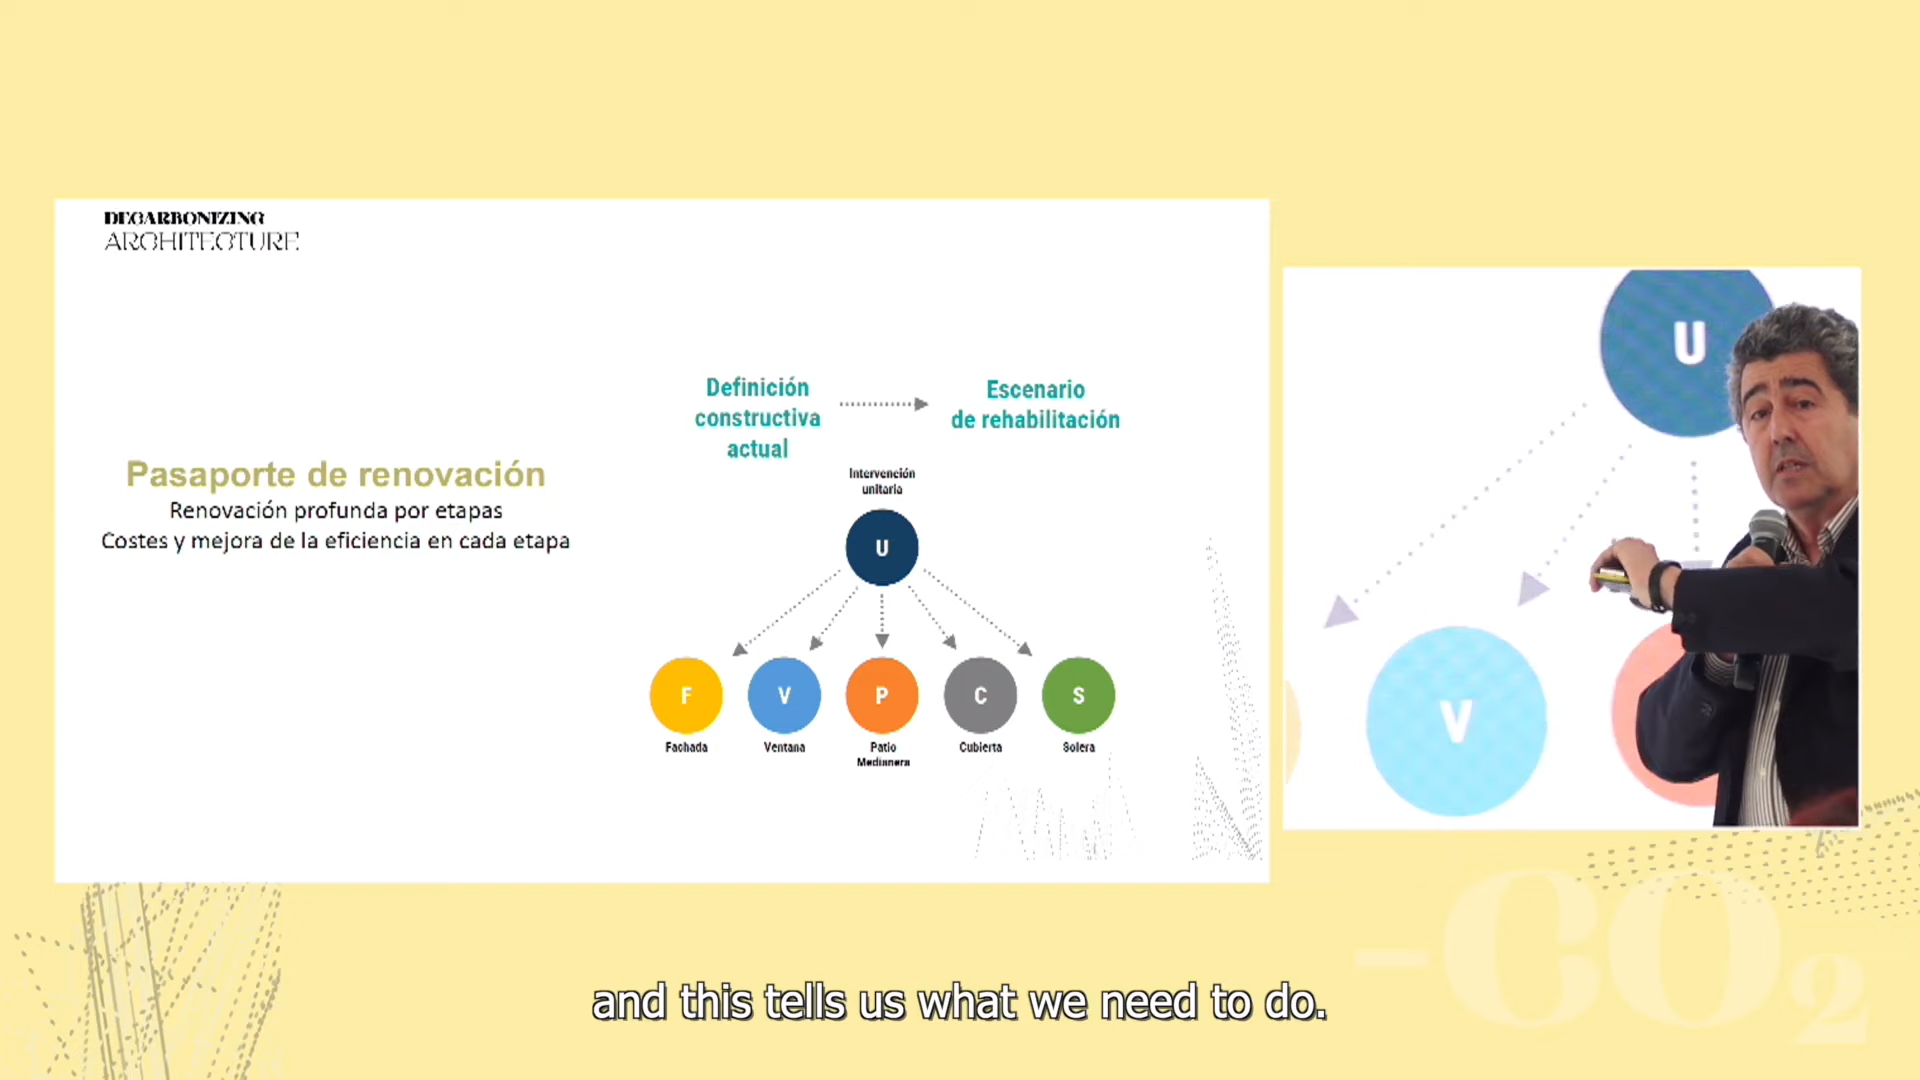 DECARBONIZING
ARCHITECTURE
Definición
constructiva
actual
Escenario
de rehabilitación
Pasaporte de renovación
Renovación profunda por etapas
Costes y mejora de la eficiencia en cada etapa
Intervención
unitaria
U
F
V
P
C
S
Fachada
Ventana
Patio
Medianera
Cubierta
Solera
U
V
-CO2
and this tells us what we need to do.